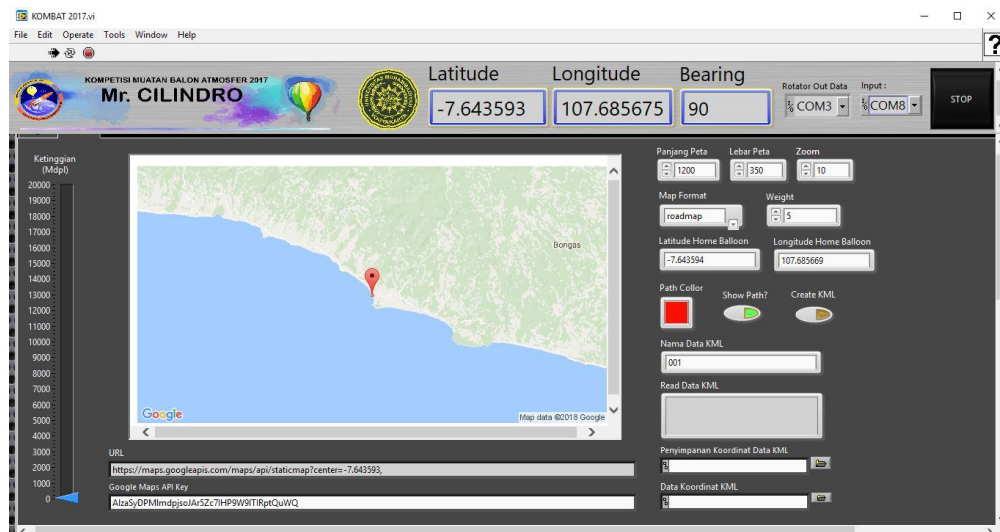 KOMBAT 2017.vi
File Edit Operate Tools Window Help
?
KOMPETISI MUATAN BALON ATMOSFER 2017
Mr. CILINDRO
Latitude Longitude Bearing
-7.643593 107.685675 90
Rotator Out Data Input :
COM3 COM8
STOP
Ketinggian
(Mdpl)
20000
19000
18000
17000
16000
15000
14000
13000
12000
11000
10000
9000
8000
7000
6000
5000
4000
3000
2000
1000
0
Bongas
Google
Map data ©2018 Google
URL
https://maps.googleapis.com/maps/api/staticmap?center=-7.643593,
Google Maps API Key
Panjang Peta Lebar Peta Zoom
1200 350 10
Map Format Weight
roadmap 5
Latitude Home Balloon Longitude Home Balloon
-7.643594 107.685669
Path Collor Show Path? Create KML
Nama Data KML
001
Read Data KML
Penyimpanan Koordinat Data KML
Data Koordinat KML